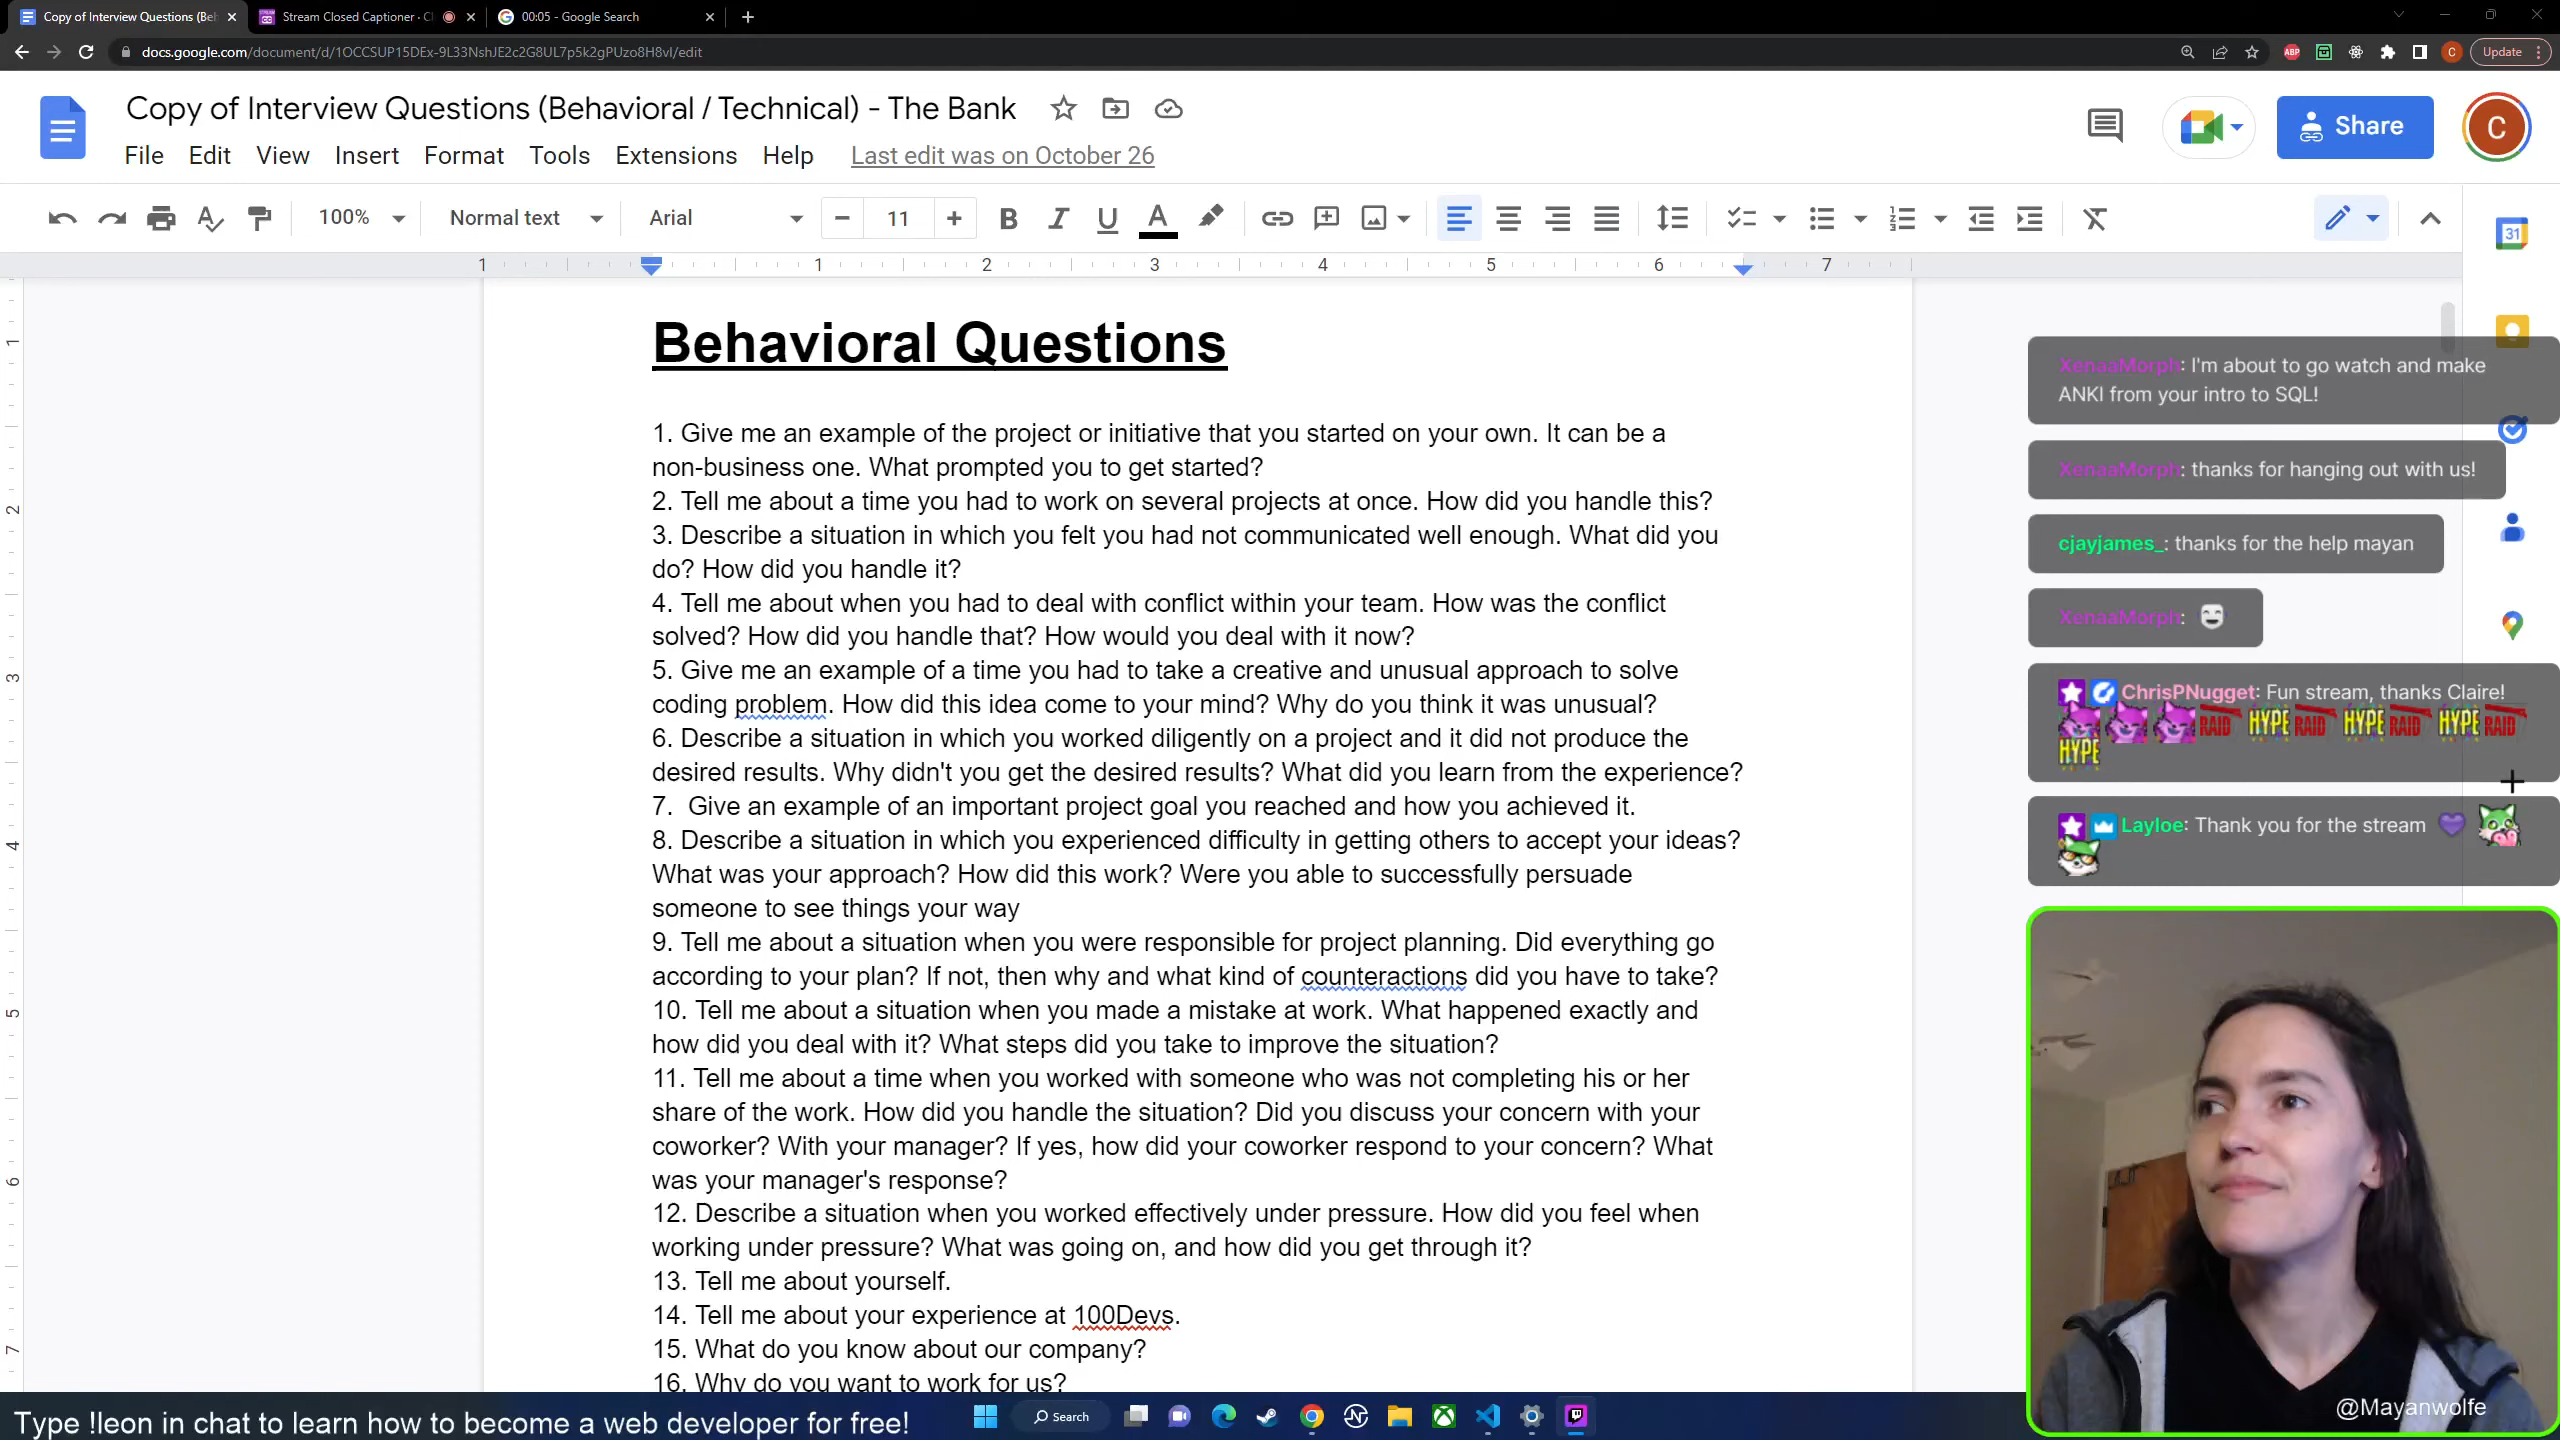 Copy of Interview Questions (Beh
Stream Closed Captioner · C
00:05 - Google Search
docs.google.com/document/d/1OCCSUP15DEx-9L33NshJE2c2G8UL7p5k2gPUzo8H8vI/edit
ABP
C
Update
Copy of Interview Questions (Behavioral / Technical) - The Bank
Share
C
File Edit View Insert Format Tools Extensions Help Last edit was on October 26
100% Normal text Arial 11 B I U A
31
1 1 2 3 4 5 6 7
Behavioral Questions
1. Give me an example of the project or initiative that you started on your own. It can be a
non-business one. What prompted you to get started?
2. Tell me about a time you had to work on several projects at once. How did you handle this?
3. Describe a situation in which you felt you had not communicated well enough. What did you
do? How did you handle it?
4. Tell me about when you had to deal with conflict within your team. How was the conflict
solved? How did you handle that? How would you deal with it now?
5. Give me an example of a time you had to take a creative and unusual approach to solve
coding problem. How did this idea come to your mind? Why do you think it was unusual?
6. Describe a situation in which you worked diligently on a project and it did not produce the
desired results. Why didn't you get the desired results? What did you learn from the experience?
7.  Give an example of an important project goal you reached and how you achieved it.
8. Describe a situation in which you experienced difficulty in getting others to accept your ideas?
What was your approach? How did this work? Were you able to successfully persuade
someone to see things your way
9. Tell me about a situation when you were responsible for project planning. Did everything go
according to your plan? If not, then why and what kind of counteractions did you have to take?
10. Tell me about a situation when you made a mistake at work. What happened exactly and
how did you deal with it? What steps did you take to improve the situation?
11. Tell me about a time when you worked with someone who was not completing his or her
share of the work. How did you handle the situation? Did you discuss your concern with your
coworker? With your manager? If yes, how did your coworker respond to your concern? What
was your manager's response?
12. Describe a situation when you worked effectively under pressure. How did you feel when
working under pressure? What was going on, and how did you get through it?
13. Tell me about yourself.
14. Tell me about your experience at 100Devs.
15. What do you know about our company?
16. Why do you want to work for us?
1
2
3
4
5
6
7
XenaaMorph: I'm about to go watch and make
ANKI from your intro to SQL!
XenaaMorph: thanks for hanging out with us!
cjayjames_: thanks for the help mayan
XenaaMorph:
ChrisPNugget: Fun stream, thanks Claire!
RAID HYPE RAID HYPE RAID HYPE RAID
HYPE
Layloe: Thank you for the stream
@Mayanwolfe
Type !leon in chat to learn how to become a web developer for free!
Search